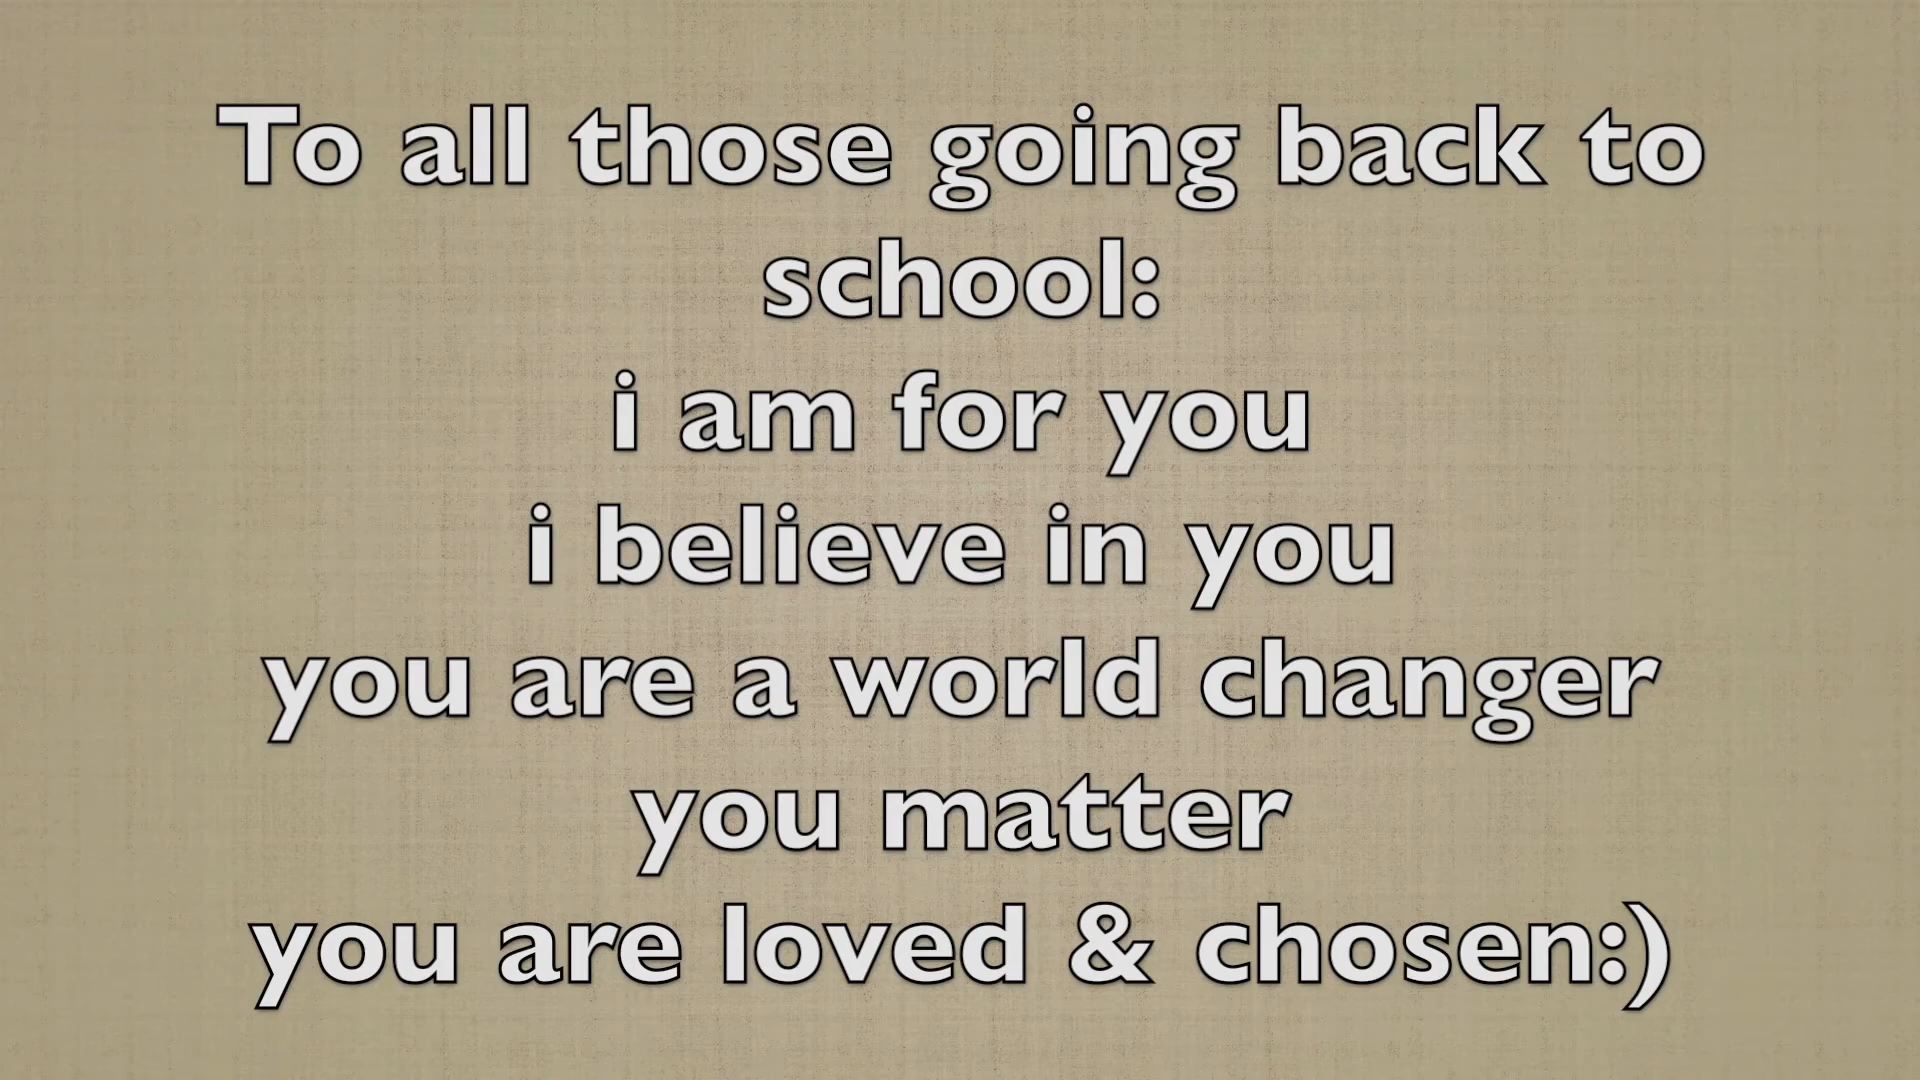 To all those going back to
school:
i am for you
i believe in you
you are a world changer
you matter
you are loved & chosen:)